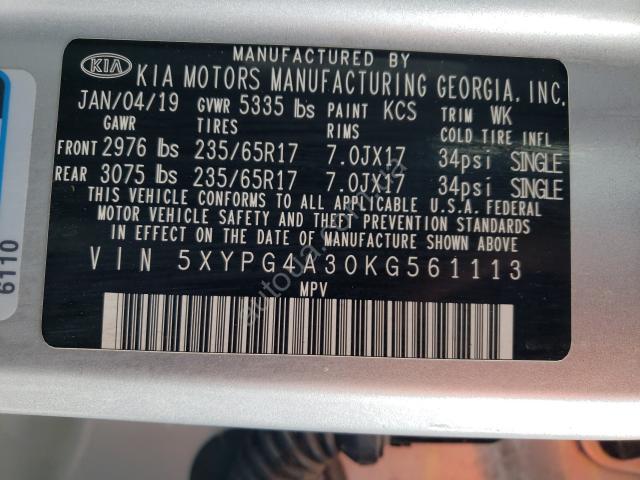 MANUFACTURED BY
KIA KIA MOTORS MANUFACTURING GEORGIA, INC.
JAN/04/19 GVWR 5335 lbs PAINT KCS TRIM WK
GAWR TIRES RIMS COLD TIRE INFL
FRONT 2976 lbs 235/65R17 7.0JX17 34psi SINGLE
REAR 3075 lbs 235/65R17 7.0JX17 34psi SINGLE
THIS VEHICLE CONFORMS TO ALL APPLICABLE U.S.A. FEDERAL
MOTOR VEHICLE SAFETY AND THEFT PREVENTION STANDARDS
IN EFFECT ON THE DATE OF MANUFACTURE SHOWN ABOVE
VIN 5XYPG4A30KG561113
MPV
6110